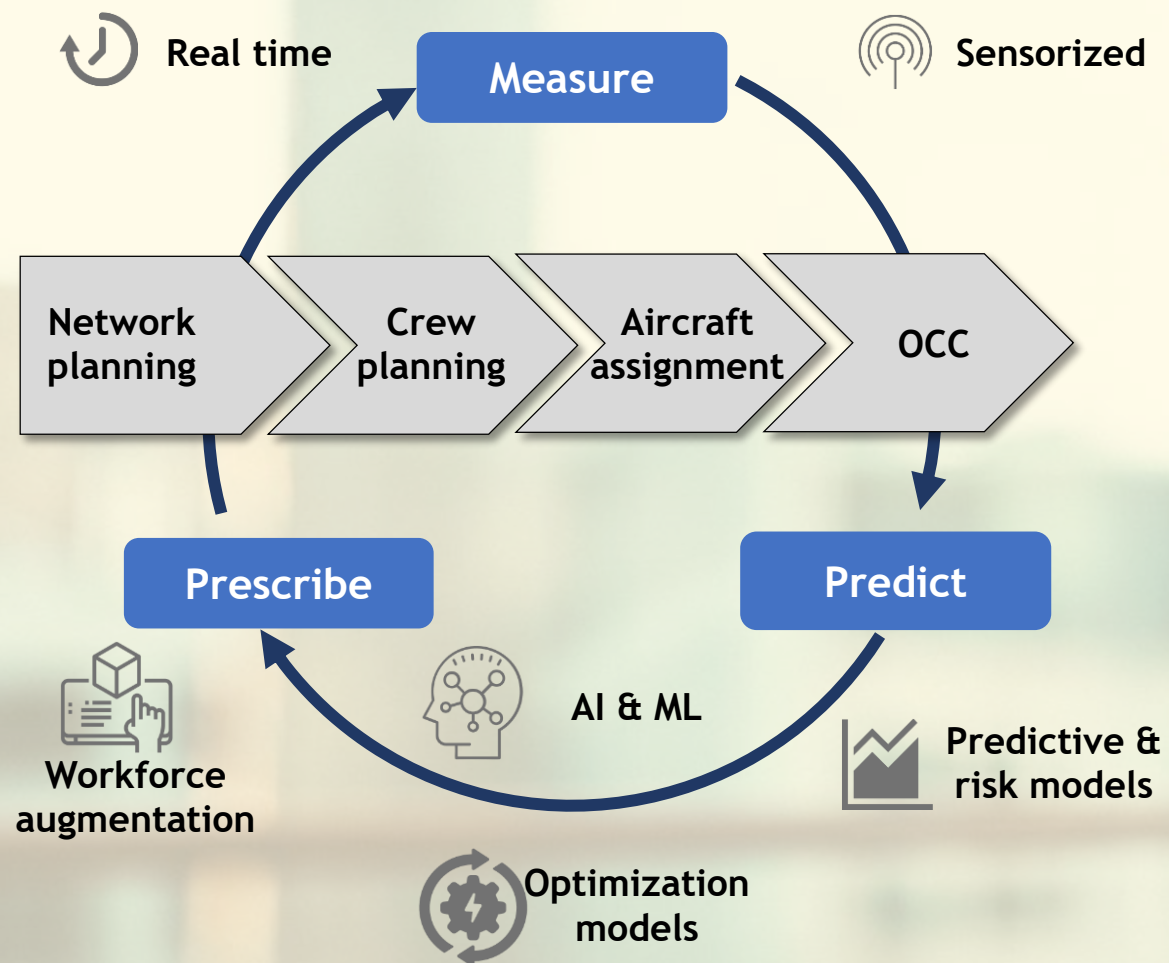 Real time
Measure
Sensorized
Network
planning
Crew
planning
Aircraft
assignment
OCC
Prescribe
Predict
AI & ML
Workforce
augmentation
Predictive &
risk models
Optimization
models